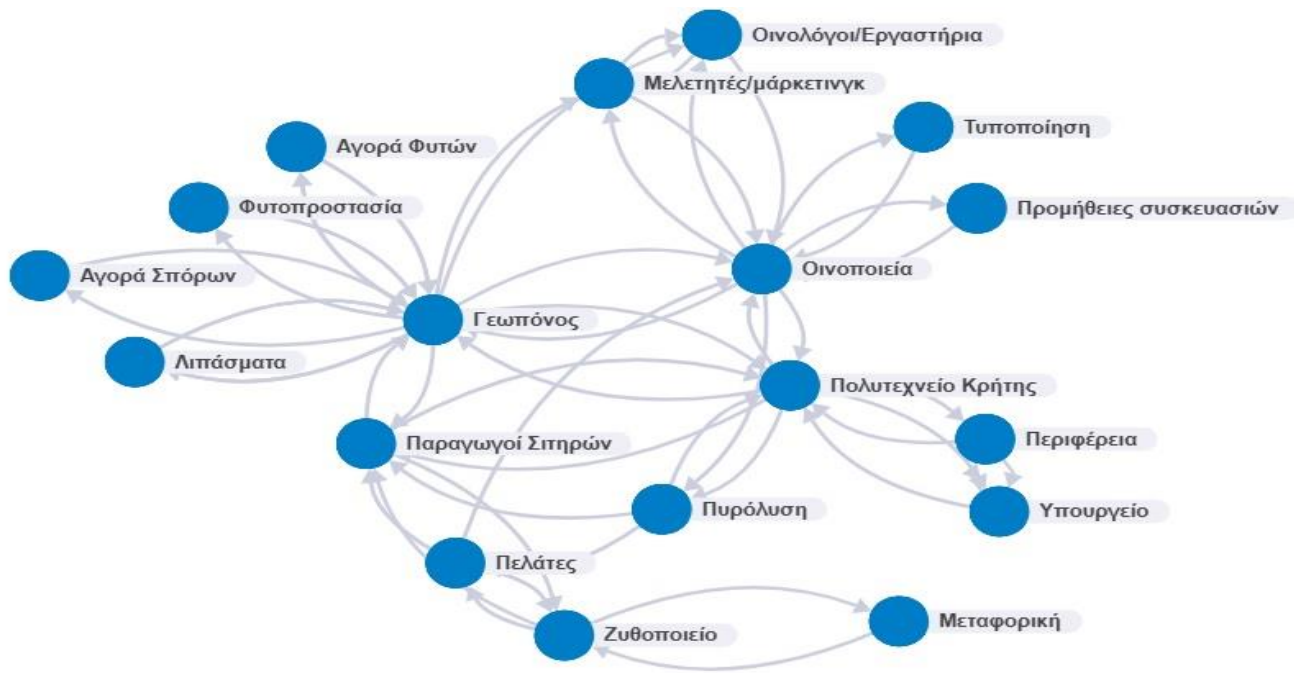 Οινολόγοι/Εργαστήρια
Μελετητές/μάρκετινγκ
Τυποποίηση
Αγορά Φυτών
Φυτοπροστασία
Προμήθειες συσκευασιών
Αγορά Σπόρων
Οινοποιεία
Γεωπόνος
Λιπάσματα
Πολυτεχνείο Κρήτης
Παραγωγοί Σιτηρών
Περιφέρεια
Πυρόλυση
Υπουργείο
Πελάτες
Ζυθοποιείο
Μεταφορική